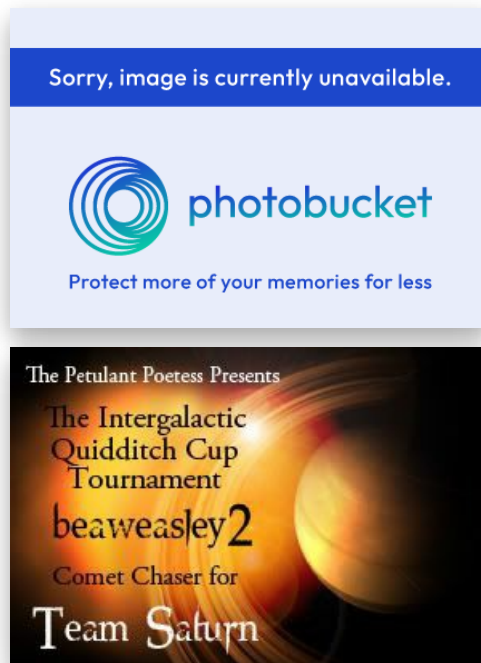 Sorry, image is currently unavailable.
photobucket
Protect more of your memories for less
The Petulant Poetess Presents
The Intergalactic
Quidditch Cup
Tournament
beaweasley2
Comet Chaser for
Team Saturn